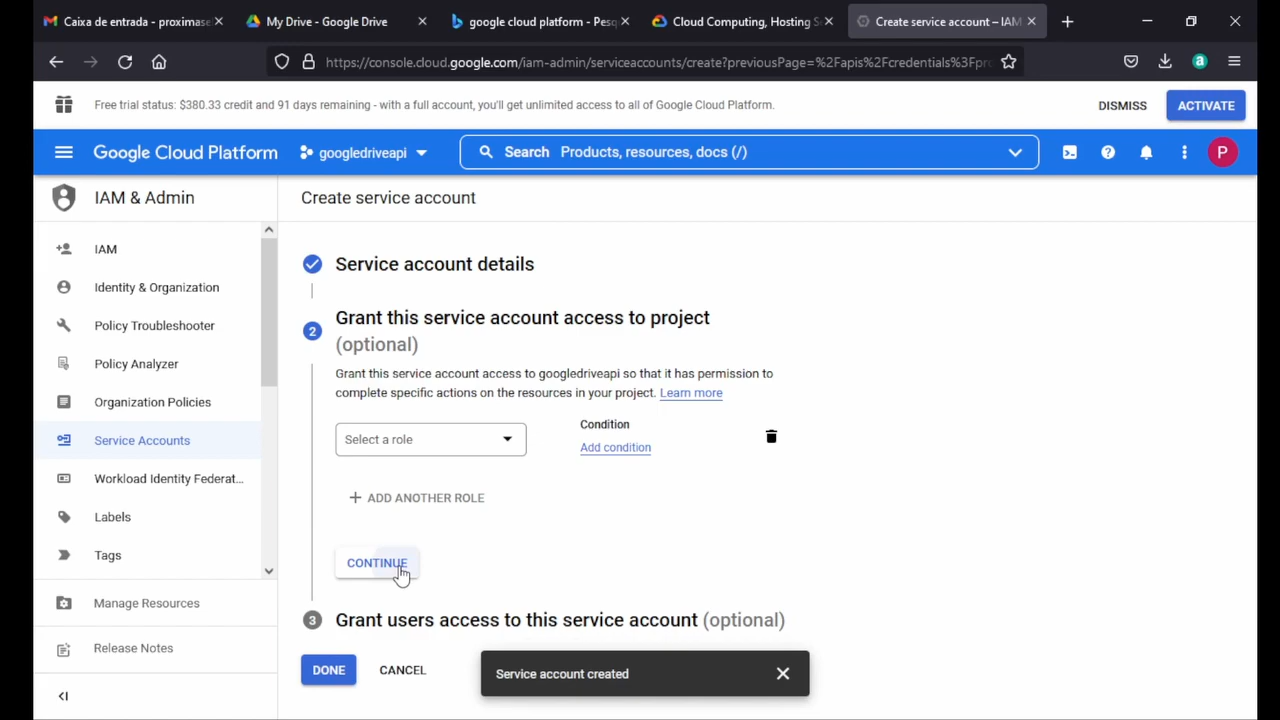 Caixa de entrada - proximase
My Drive - Google Drive
google cloud platform - Pesq
Cloud Computing, Hosting Se
Create service account – IAM
https://console.cloud.google.com/iam-admin/serviceaccounts/create?previousPage=%2Fapis%2Fcredentials%3Fpro
a
Free trial status: $380.33 credit and 91 days remaining - with a full account, you'll get unlimited access to all of Google Cloud Platform.
DISMISS
ACTIVATE
Google Cloud Platform
googledriveapi
Search Products, resources, docs (/)
P
IAM & Admin
Create service account
IAM
Identity & Organization
Policy Troubleshooter
Policy Analyzer
Organization Policies
Service Accounts
Workload Identity Federat...
Labels
Tags
Manage Resources
Release Notes
Service account details
2
Grant this service account access to project
(optional)
Grant this service account access to googledriveapi so that it has permission to
complete specific actions on the resources in your project. Learn more
Select a role
Condition
Add condition
ADD ANOTHER ROLE
CONTINUE
3
Grant users access to this service account (optional)
DONE
CANCEL
Service account created